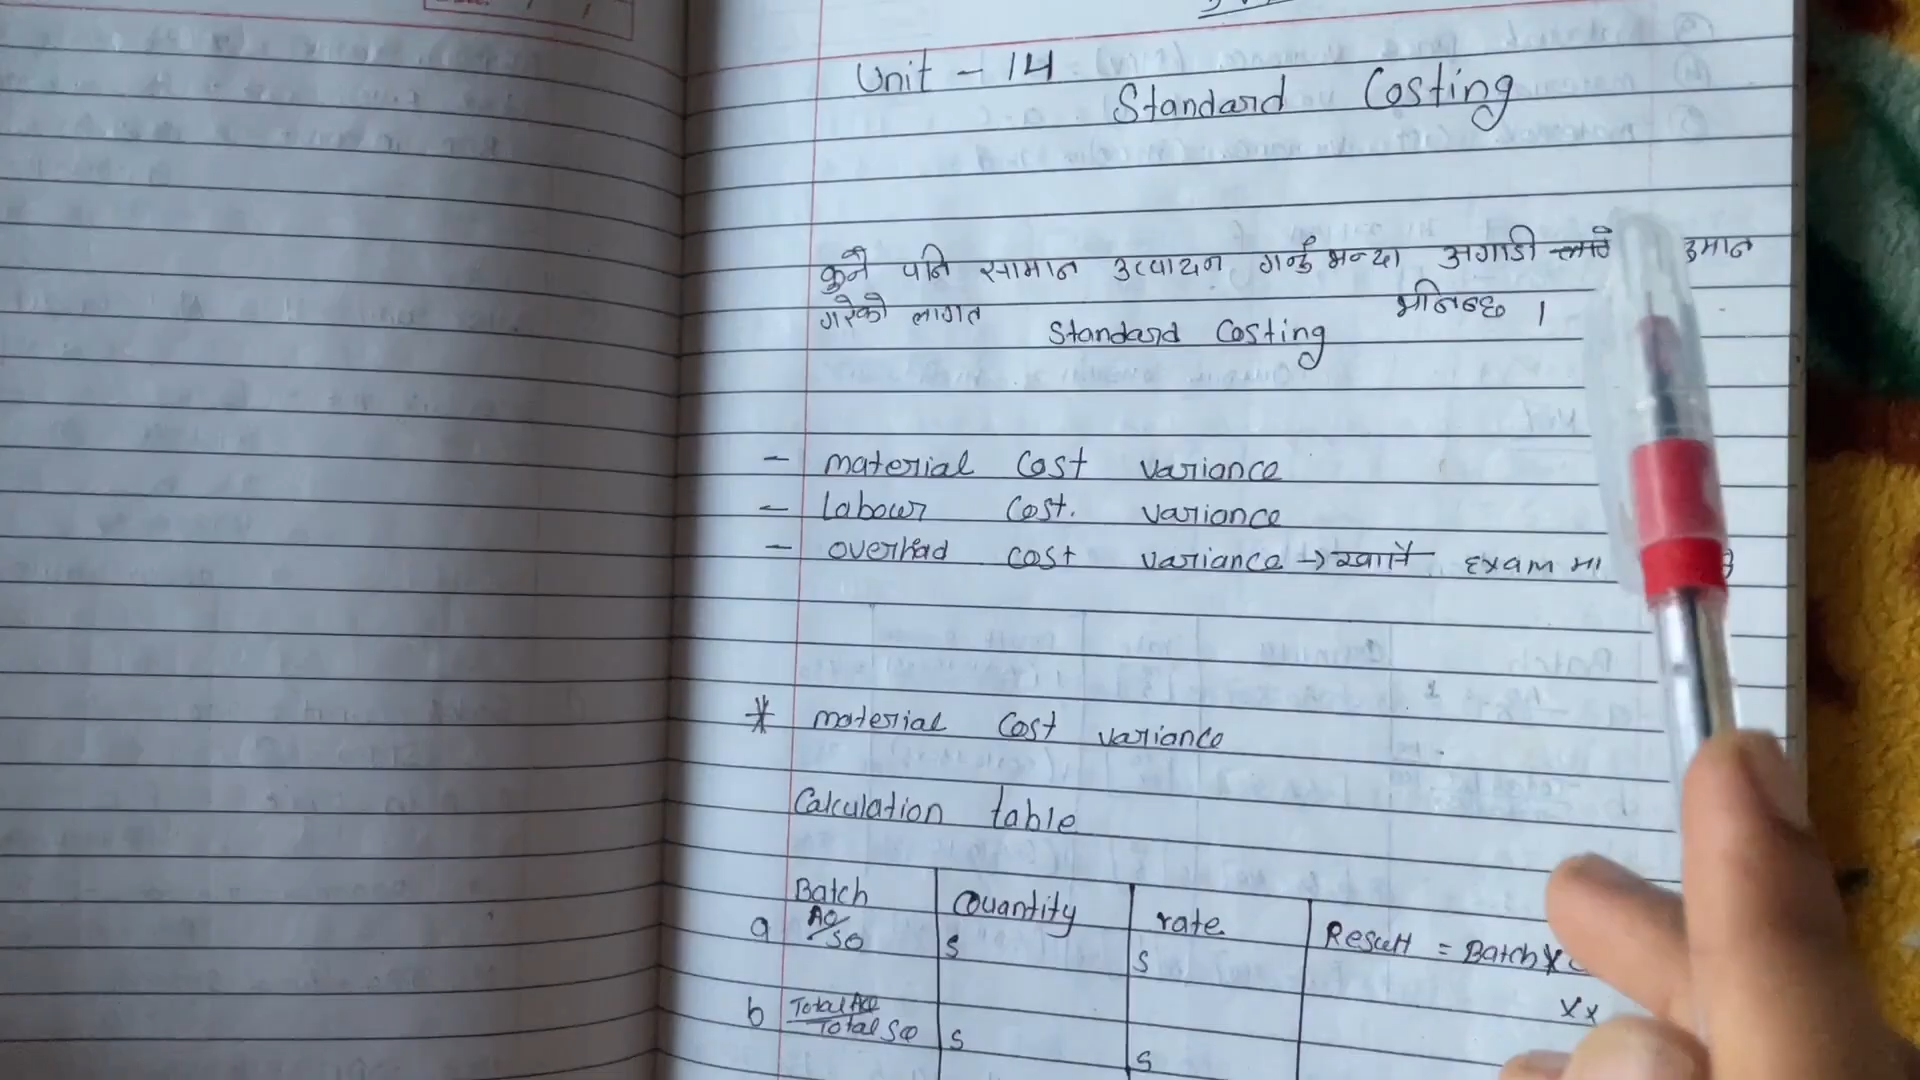 Unit - 14
Standard Costing
कुनै पनि सामान उत्पादन गर्नु भन्दा अगाडी
गरेको लागत Standard Costing भनिन्छ ।
- material cost variance
- Labour cost. variance
- overhead cost variance → exam मा
* material cost variance
Calculation table
Batch Quantity rate Result = Batch x
a AQ/SQ S S
xx
b Total AQ/Total SQ S S